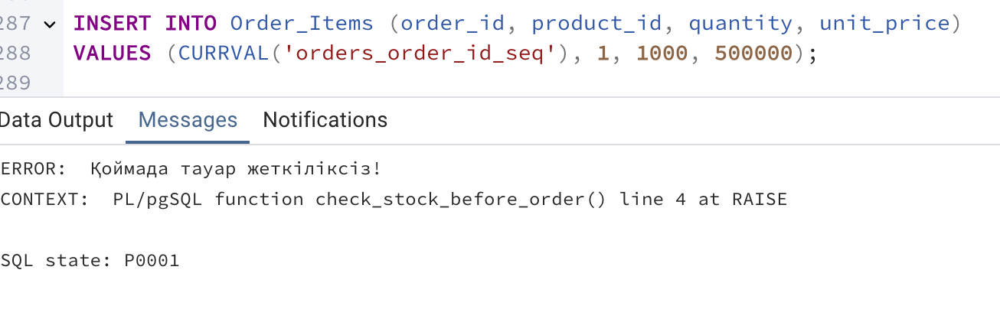 287 INSERT INTO Order_Items (order_id, product_id, quantity, unit_price)
288 VALUES (CURRVAL('orders_order_id_seq'), 1, 1000, 500000);
289
Data Output Messages Notifications
ERROR:  Қоймада тауар жеткіліксіз!
CONTEXT:  PL/pgSQL function check_stock_before_order() line 4 at RAISE
SQL state: P0001